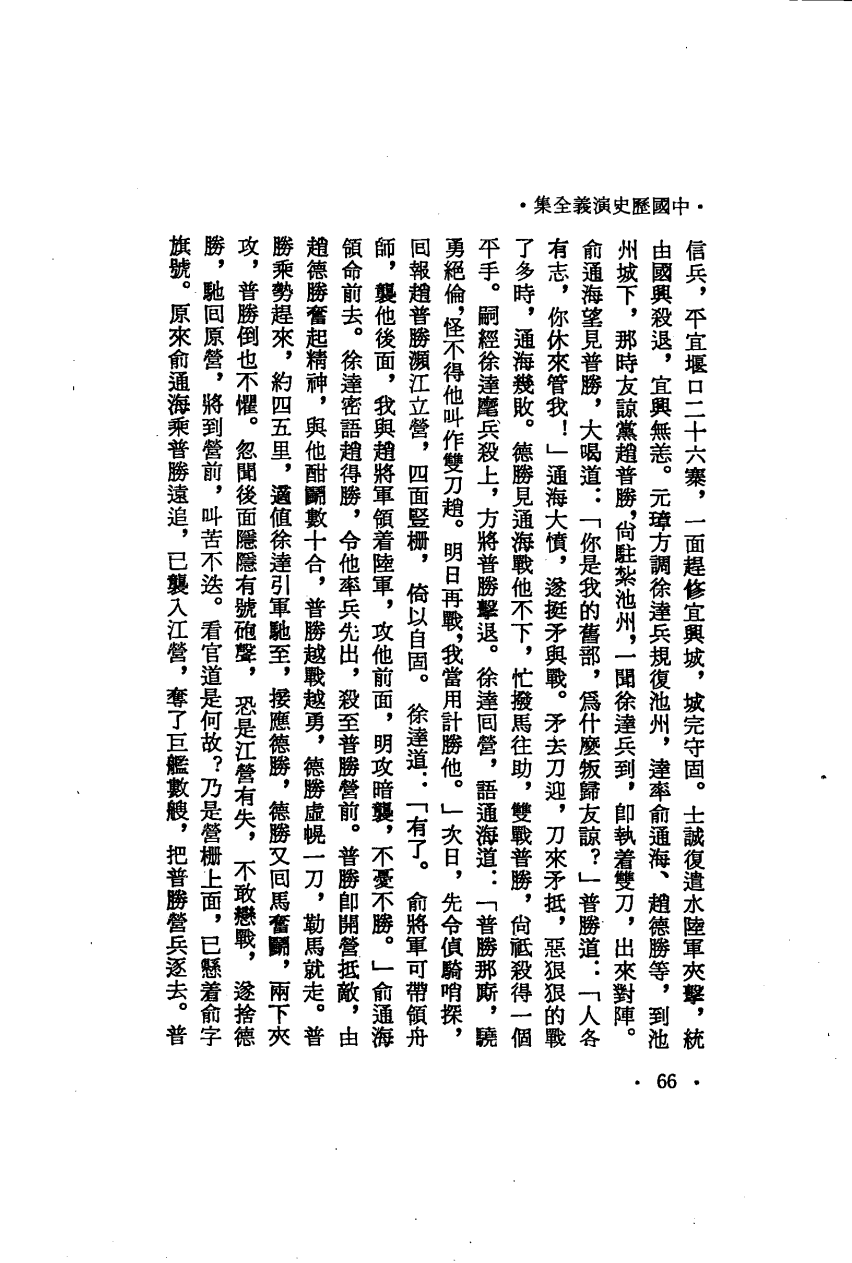 ·中國歷史演義全集·
信兵，平宜堰口二十六寨，一面趕修宜興城，城完守固。士誠復遣水陸軍夾擊，統
由國興殺退，宜興無恙。元璋方調徐達兵規復池州，達率俞通海、趙德勝等，到池
州城下，那時友諒黨趙普勝，尙駐紮池州，一聞徐達兵到，卽執着雙刀，出來對陣。
俞通海望見普勝，大喝道：「你是我的舊部，爲什麼叛歸友諒？」普勝道：「人各
有志，你休來管我！」通海大憤，遂挺矛與戰。矛去刀迎，刀來矛抵，惡狠狠的戰
了多時，通海幾敗。德勝見通海戰他不下，忙撥馬往助，雙戰普勝，尙祗殺得一個
平手。嗣經徐達麾兵殺上，方將普勝擊退。徐達回營，語通海道：「普勝那厮，驍
勇絕倫，怪不得他叫作雙刀趙。明日再戰，我當用計勝他。」次日，先令偵騎哨探，
回報趙普勝瀕江立營，四面豎柵，倚以自固。徐達道：「有了。俞將軍可帶領舟
師，襲他後面，我與趙將軍領着陸軍，攻他前面，明攻暗襲，不憂不勝。」俞通海
領命前去。徐達密語趙得勝，令他率兵先出，殺至普勝營前。普勝卽開營抵敵，由
趙德勝奮起精神，與他酣鬭數十合，普勝越戰越勇，德勝虛幌一刀，勒馬就走。普
勝乘勢趕來，約四五里，適值徐達引軍馳至，接應德勝，德勝又回馬奮鬭，兩下夾
攻，普勝倒也不懼。忽聞後面隱隱有號砲聲，恐是江營有失，不敢戀戰，遂捨德
勝，馳回原營，將到營前，叫苦不迭。看官道是何故？乃是營柵上面，已懸着俞字
旗號。原來俞通海乘普勝遠追，已襲入江營，奪了巨艦數艘，把普勝營兵逐去。普
· 66 ·